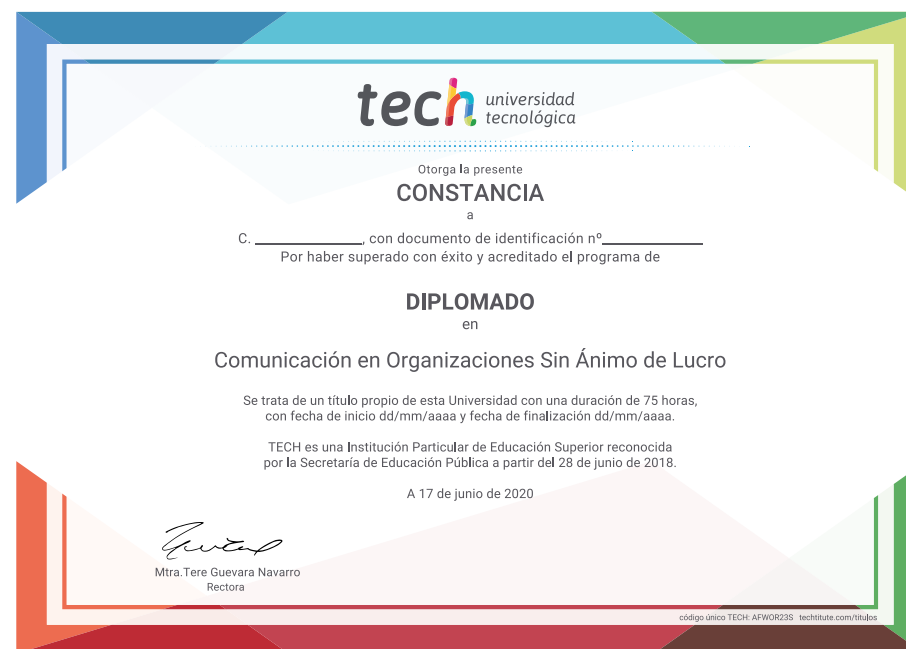 tech universidad
tecnológica
Otorga la presente
CONSTANCIA
a
C. ____________, con documento de identificación nº____________
Por haber superado con éxito y acreditado el programa de
DIPLOMADO
en
Comunicación en Organizaciones Sin Ánimo de Lucro
Se trata de un título propio de esta Universidad con una duración de 75 horas,
con fecha de inicio dd/mm/aaaa y fecha de finalización dd/mm/aaaa.
TECH es una Institución Particular de Educación Superior reconocida
por la Secretaría de Educación Pública a partir del 28 de junio de 2018.
A 17 de junio de 2020
Mtra.Tere Guevara Navarro
Rectora
código único TECH: AFWOR23S techtitute.com/titulos